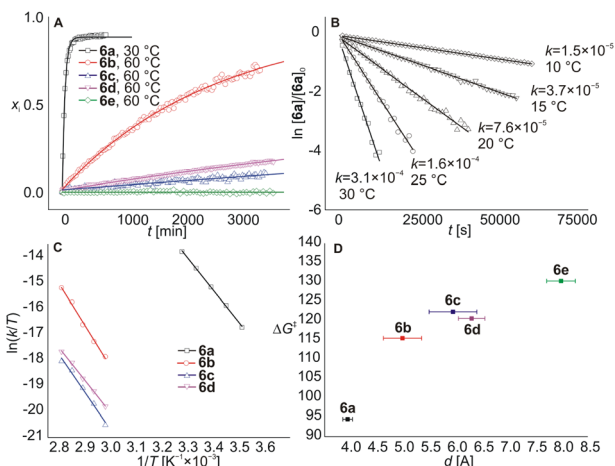 A
1.0
0.5
0.0
x_i
6a, 30 °C
6b, 60 °C
6c, 60 °C
6d, 60 °C
6e, 60 °C
0 1000 2000 3000
t [min]
B
0
-2
-4
-6
ln [6a]/[6a]₀
k=1.5×10⁻⁵
10 °C
k=3.7×10⁻⁵
15 °C
k=7.6×10⁻⁵
20 °C
k=1.6×10⁻⁴
25 °C
k=3.1×10⁻⁴
30 °C
0 25000 50000 75000
t [s]
C
-14
-15
-16
-17
-18
-19
-20
-21
ln(k/T)
6a
6b
6c
6d
2.8 2.9 3.0 3.1 3.2 3.3 3.4 3.5 3.6
1/T [K⁻¹×10⁻³]
D
140
135
130
125
120
115
110
105
100
95
90
ΔG‡
6e
6c
6d
6b
6a
4.0 5.0 5.5 6.0 6.5 7.0 7.5 8.0 8.5
d [A]